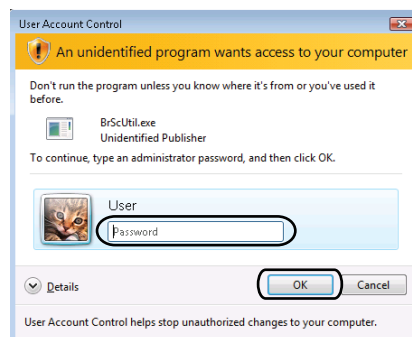 User Account Control
An unidentified program wants access to your computer
Don't run the program unless you know where it's from or you've used it
before.
BrScUtil.exe
Unidentified Publisher
To continue, type an administrator password, and then click OK.
User
Password
Details
OK
Cancel
User Account Control helps stop unauthorized changes to your computer.